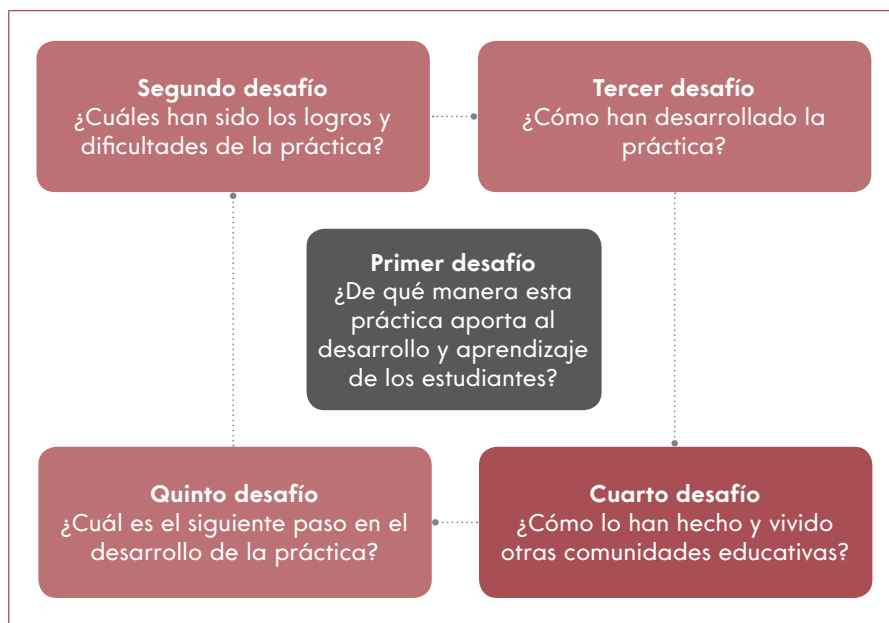 Segundo desafío
¿Cuáles han sido los logros y
dificultades de la práctica?
Tercer desafío
¿Cómo han desarrollado la
práctica?
Primer desafío
¿De qué manera esta
práctica aporta al
desarrollo y aprendizaje
de los estudiantes?
Quinto desafío
¿Cuál es el siguiente paso en el
desarrollo de la práctica?
Cuarto desafío
¿Cómo lo han hecho y vivido
otras comunidades educativas?